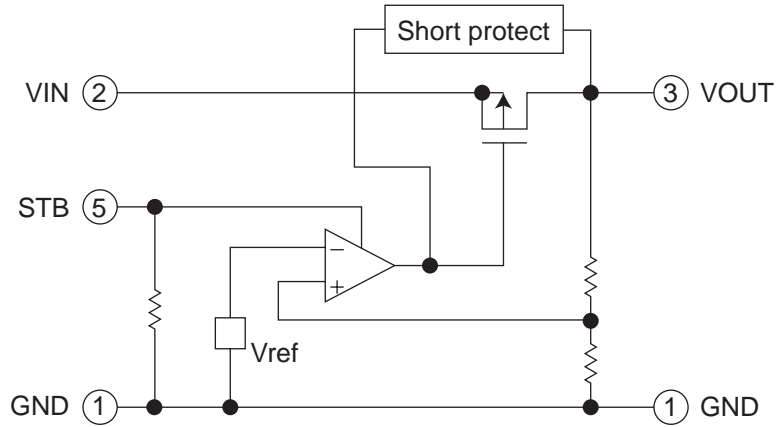 Short protect
VIN 2
3 VOUT
STB 5
−
+
Vref
GND 1
1 GND